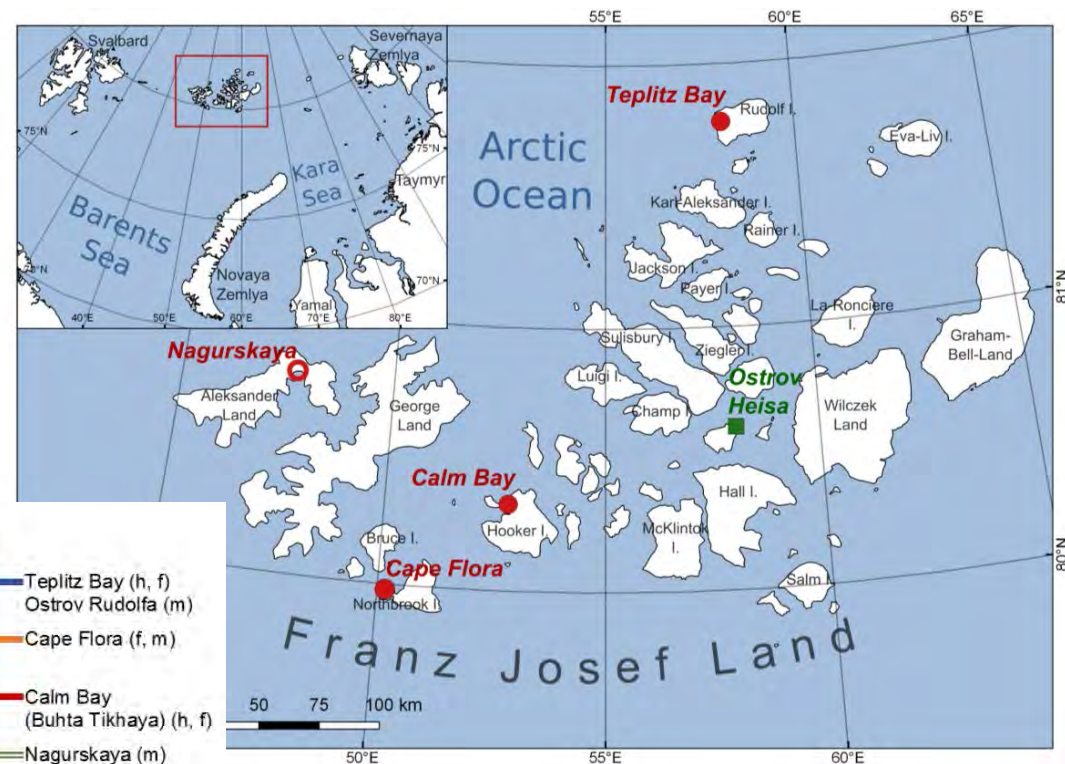 55°E
60°E
65°E
Svalbard
Severnaya
Zemlya
75°N
75°N
Kara
Sea
Taymyr
Barents
Sea
70°N
Novaya
Zemlya
Yamal
40°E
50°E
60°E
70°E
80°E
Arctic
Ocean
Teplitz Bay
Rudolf I.
Eva-Liv I.
Karl-Aleksander I.
Rainer I.
Jackson I.
Payer I.
81°N
La-Ronciere
I.
Sulisbury I.
Ziegler I.
Graham-
Bell-Land
Nagurskaya
Aleksander
Land
George
Land
Luigi I.
Champ I.
Ostrov
Heisa
Wilczek
Land
Calm Bay
Hooker I.
Hall I.
McKlintok
I.
Bruce I.
80°N
Cape Flora
Northbrook I.
Salm I.
Franz Josef Land
Teplitz Bay (h, f)
Ostrov Rudolfa (m)
Cape Flora (f, m)
Calm Bay
(Buhta Tikhaya) (h, f)
Nagurskaya (m)
50 75 100 km
50°E
55°E
60°E